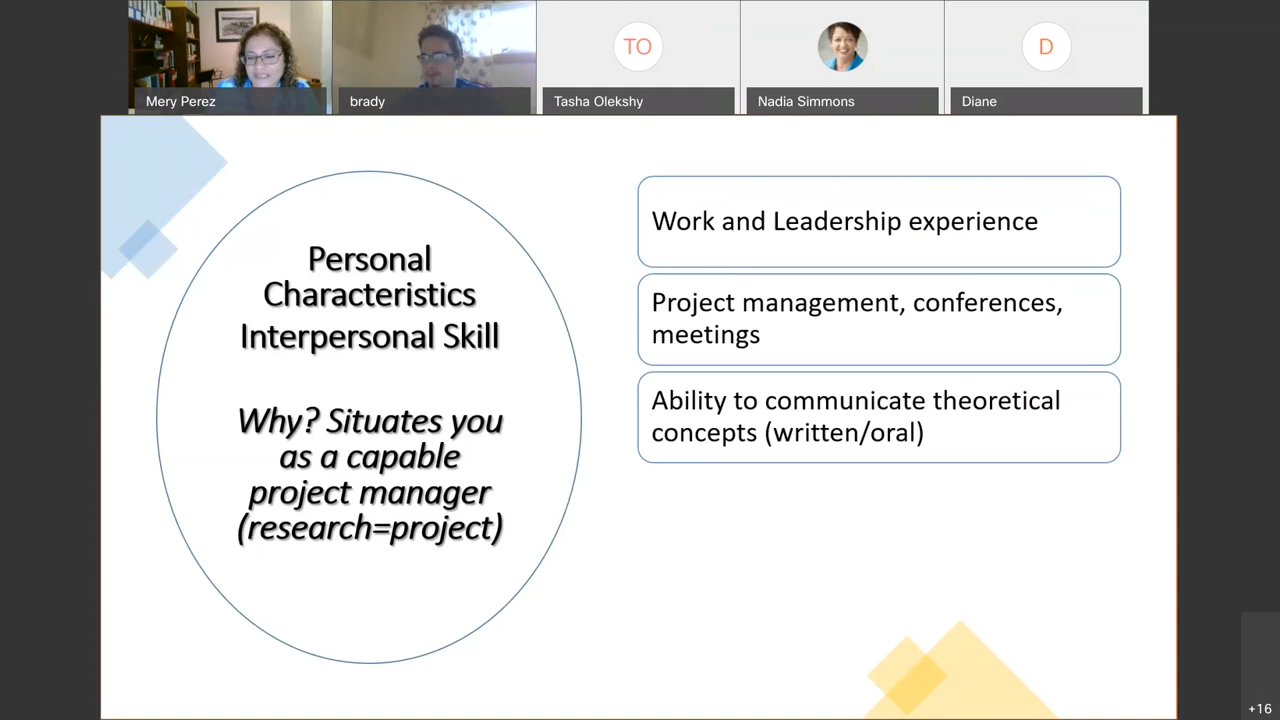 Mery Perez
brady
TO
Tasha Olekshy
Nadia Simmons
D
Diane
Personal
Characteristics
Interpersonal Skill
Why? Situates you
as a capable
project manager
(research=project)
Work and Leadership experience
Project management, conferences,
meetings
Ability to communicate theoretical
concepts (written/oral)
+16